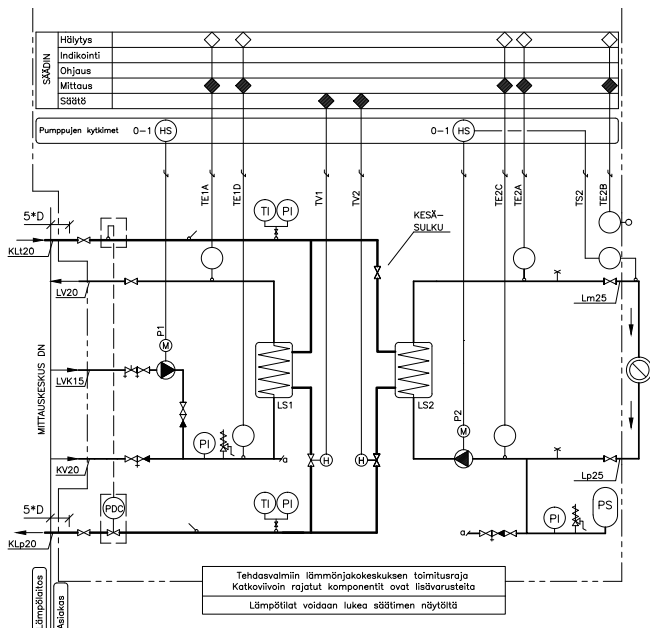 SÄÄDIN
Hälytys
Indikointi
Ohjaus
Mittaus
Säätö
Pumppujen kytkimet
0-1 HS
0-1 HS
TE1A
TE1D
TV1
TV2
TE2C
TE2A
TS2
TE2B
5*D
TI PI
KESÄ-
SULKU
KLt20
LV20
Lm25
P1
M
MITTAUSKESKUS DN
LVK15
LS1
LS2
P2
M
PI
a
H
H
KV20
Lp25
5*D
PDC
TI PI
PI
PS
a
KLp20
Lämpölaitos
Asiakas
Tehdasvalmiin lämmönjakokeskuksen toimitusraja
Katkoviivoin rajatut komponentit ovat lisävarusteita
Lämpötilat voidaan lukea säätimen näytöltä